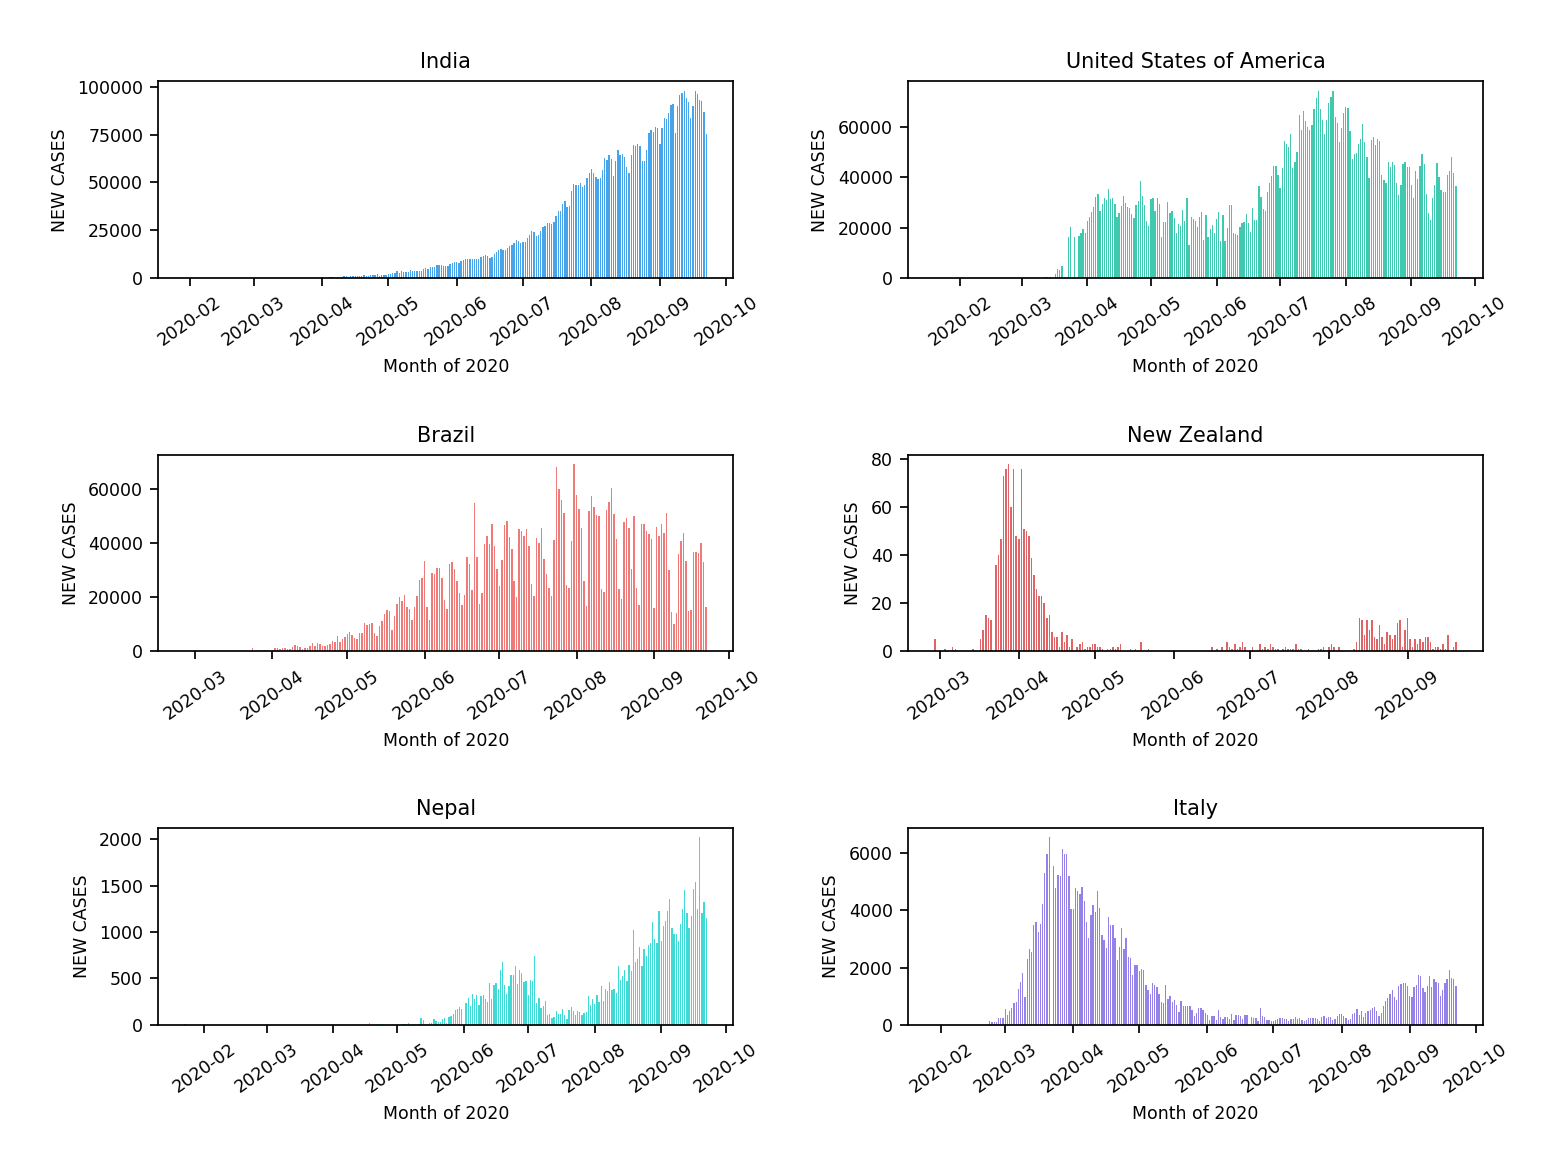 India
NEW CASES
100000
75000
50000
25000
0
2020-02 2020-03 2020-04 2020-05 2020-06 2020-07 2020-08 2020-09 2020-10
Month of 2020
United States of America
NEW CASES
60000
40000
20000
0
2020-02 2020-03 2020-04 2020-05 2020-06 2020-07 2020-08 2020-09 2020-10
Month of 2020
Brazil
NEW CASES
60000
40000
20000
0
2020-03 2020-04 2020-05 2020-06 2020-07 2020-08 2020-09 2020-10
Month of 2020
New Zealand
NEW CASES
80
60
40
20
0
2020-03 2020-04 2020-05 2020-06 2020-07 2020-08 2020-09
Month of 2020
Nepal
NEW CASES
2000
1500
1000
500
0
2020-02 2020-03 2020-04 2020-05 2020-06 2020-07 2020-08 2020-09 2020-10
Month of 2020
Italy
NEW CASES
6000
4000
2000
0
2020-02 2020-03 2020-04 2020-05 2020-06 2020-07 2020-08 2020-09 2020-10
Month of 2020